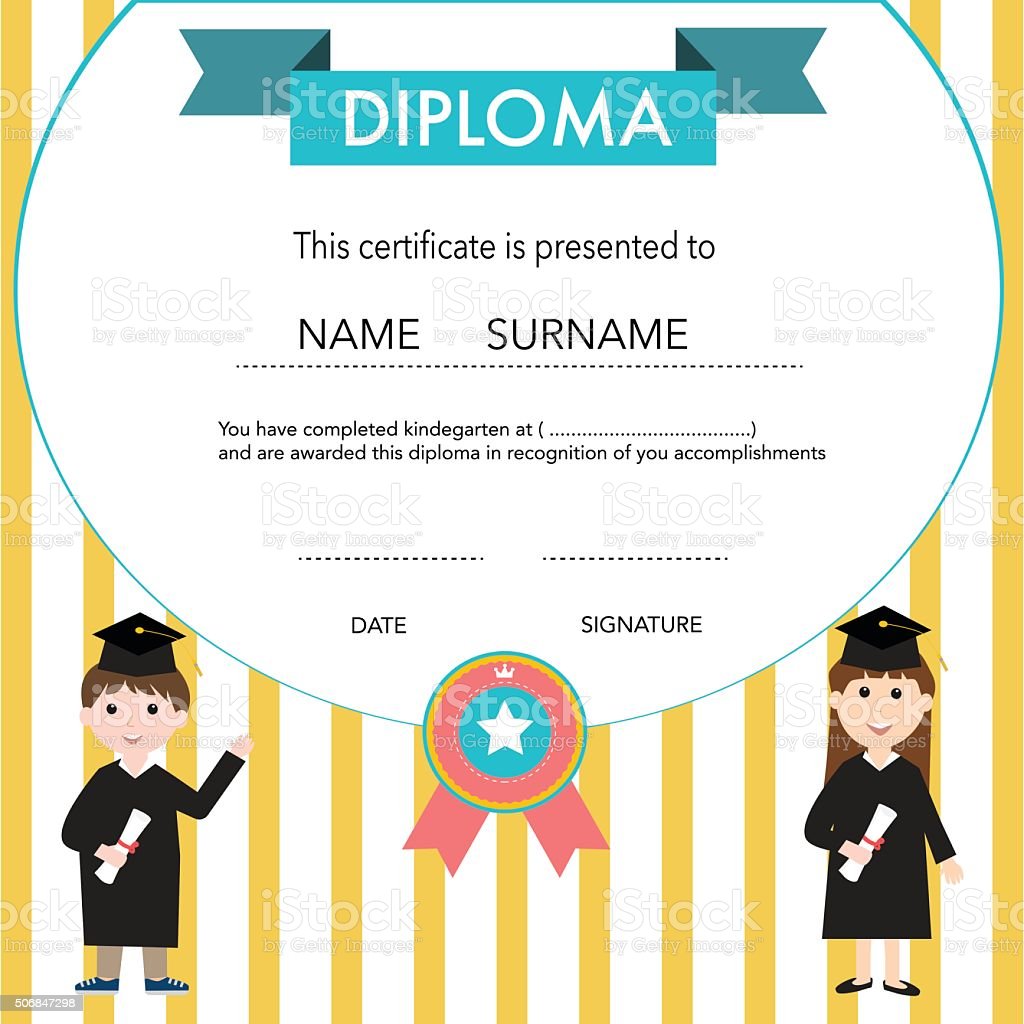 DIPLOMA
This certificate is presented to
NAME SURNAME
You have completed kindegarten at ( .....................................)
and are awarded this diploma in recognition of you accomplishments
DATE SIGNATURE
iStock
by Getty Images™
506847298